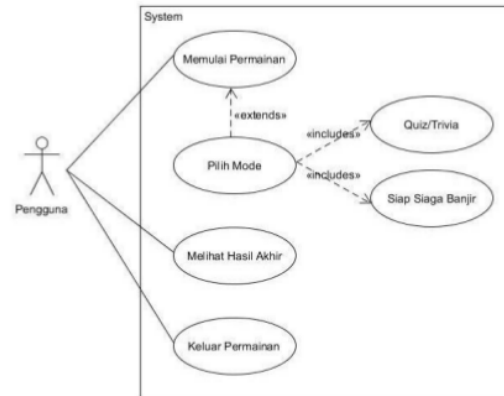 System
Memulai Permainan
«extends»
Pilih Mode
«includes»
Quiz/Trivia
«includes»
Siap Siaga Banjir
Pengguna
Melihat Hasil Akhir
Keluar Permainan